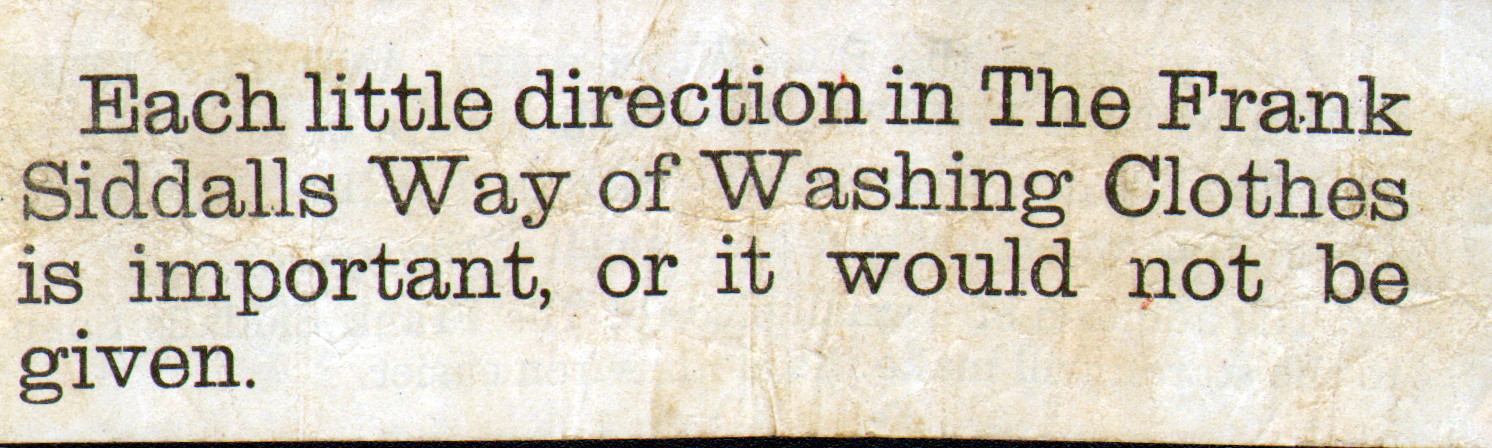 Each little direction in The Frank
Siddalls Way of Washing Clothes
is important, or it would not be
given.